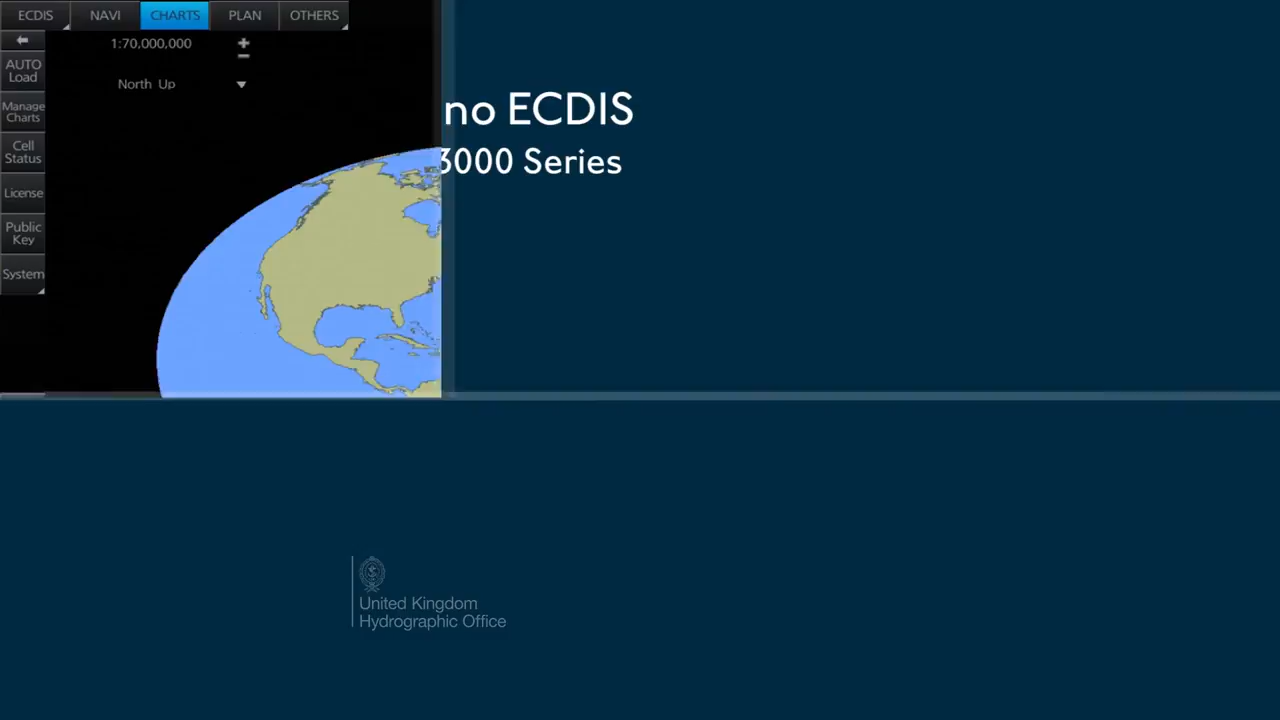 ECDIS NAVI CHARTS PLAN OTHERS
1:70,000,000
North Up
AUTO
Load
Manage
Charts
Cell
Status
License
Public
Key
System
no ECDIS
3000 Series
United Kingdom
Hydrographic Office